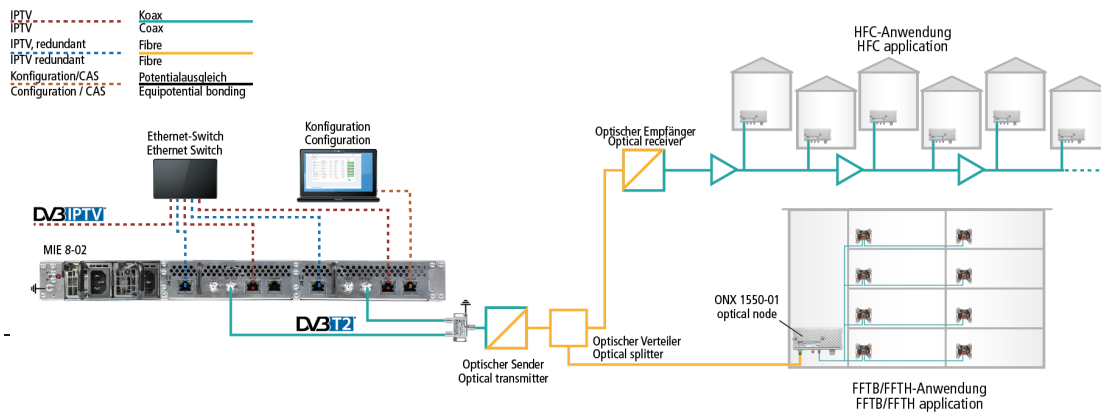 IPTV
IPTV
IPTV, redundant
IPTV redundant
Konfiguration/CAS
Configuration / CAS
Koax
Coax
Fibre
Fibre
Potentialausgleich
Equipotential bonding
HFC-Anwendung
HFC application
Ethernet-Switch
Ethernet Switch
Konfiguration
Configuration
Optischer Empfänger
Optical receiver
DVB IPTV
MIE 8-02
DVB T2
Optischer Sender
Optical transmitter
Optischer Verteiler
Optical splitter
ONX 1550-01
optical node
FFTB/FFTH-Anwendung
FFTB/FFTH application